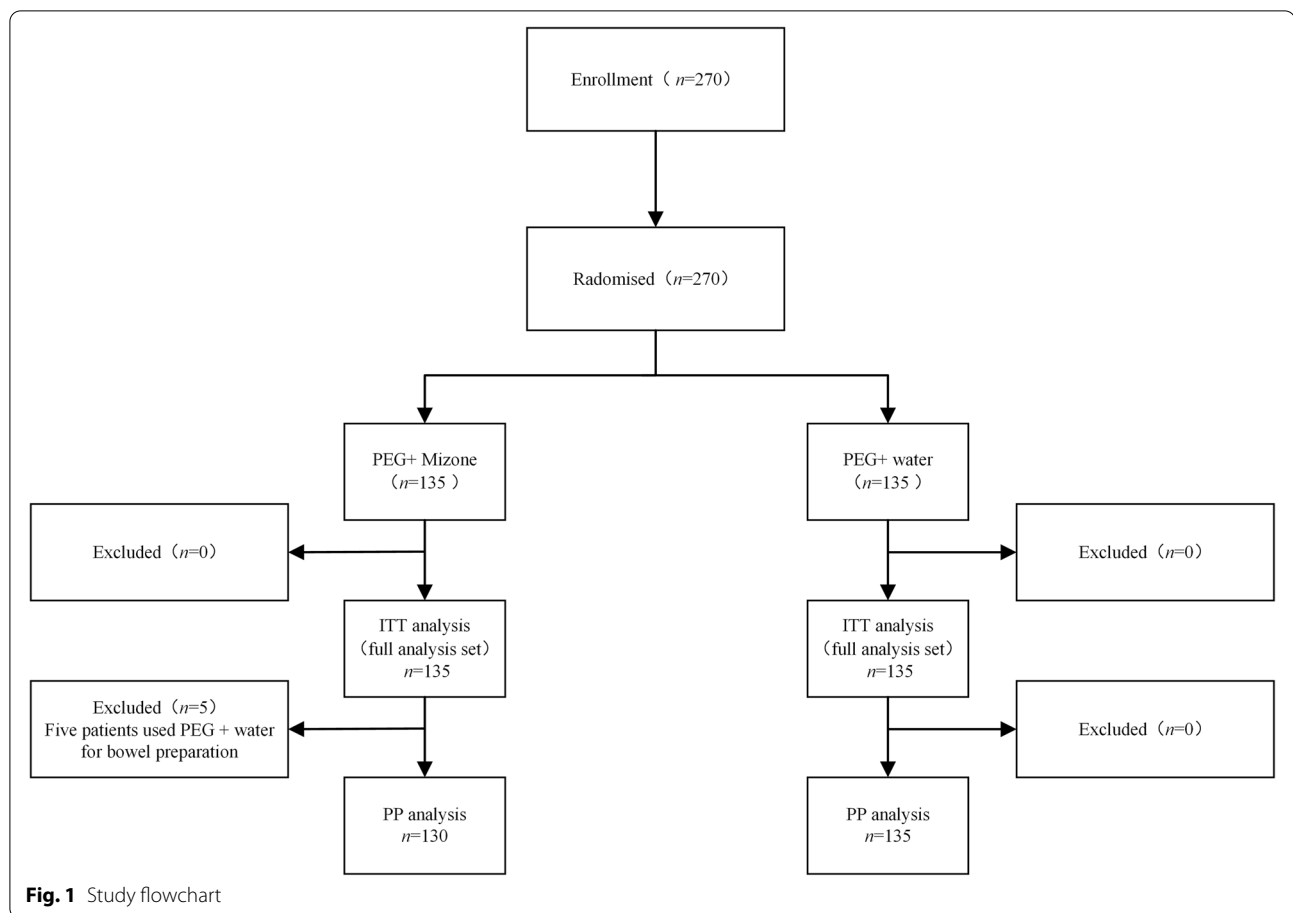 Enrollment（ n=270）
Radomised（n=270）
PEG+ Mizone
（n=135 ）
PEG+ water
（n=135）
Excluded（n=0）
Excluded（n=0）
ITT analysis
（full analysis set）
n=135
ITT analysis
（full analysis set）
n=135
Excluded（n=5）
Five patients used PEG + water
for bowel preparation
Excluded（n=0）
PP analysis
n=130
PP analysis
n=135
Fig. 1 Study flowchart